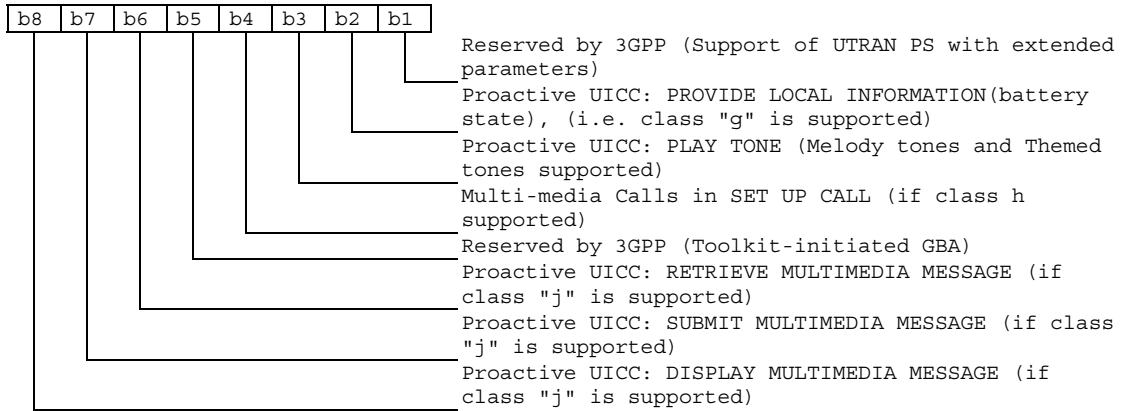 b8 b7 b6 b5 b4 b3 b2 b1
Reserved by 3GPP (Support of UTRAN PS with extended
parameters)
Proactive UICC: PROVIDE LOCAL INFORMATION(battery
state), (i.e. class "g" is supported)
Proactive UICC: PLAY TONE (Melody tones and Themed
tones supported)
Multi-media Calls in SET UP CALL (if class h
supported)
Reserved by 3GPP (Toolkit-initiated GBA)
Proactive UICC: RETRIEVE MULTIMEDIA MESSAGE (if
class "j" is supported)
Proactive UICC: SUBMIT MULTIMEDIA MESSAGE (if class
"j" is supported)
Proactive UICC: DISPLAY MULTIMEDIA MESSAGE (if
class "j" is supported)